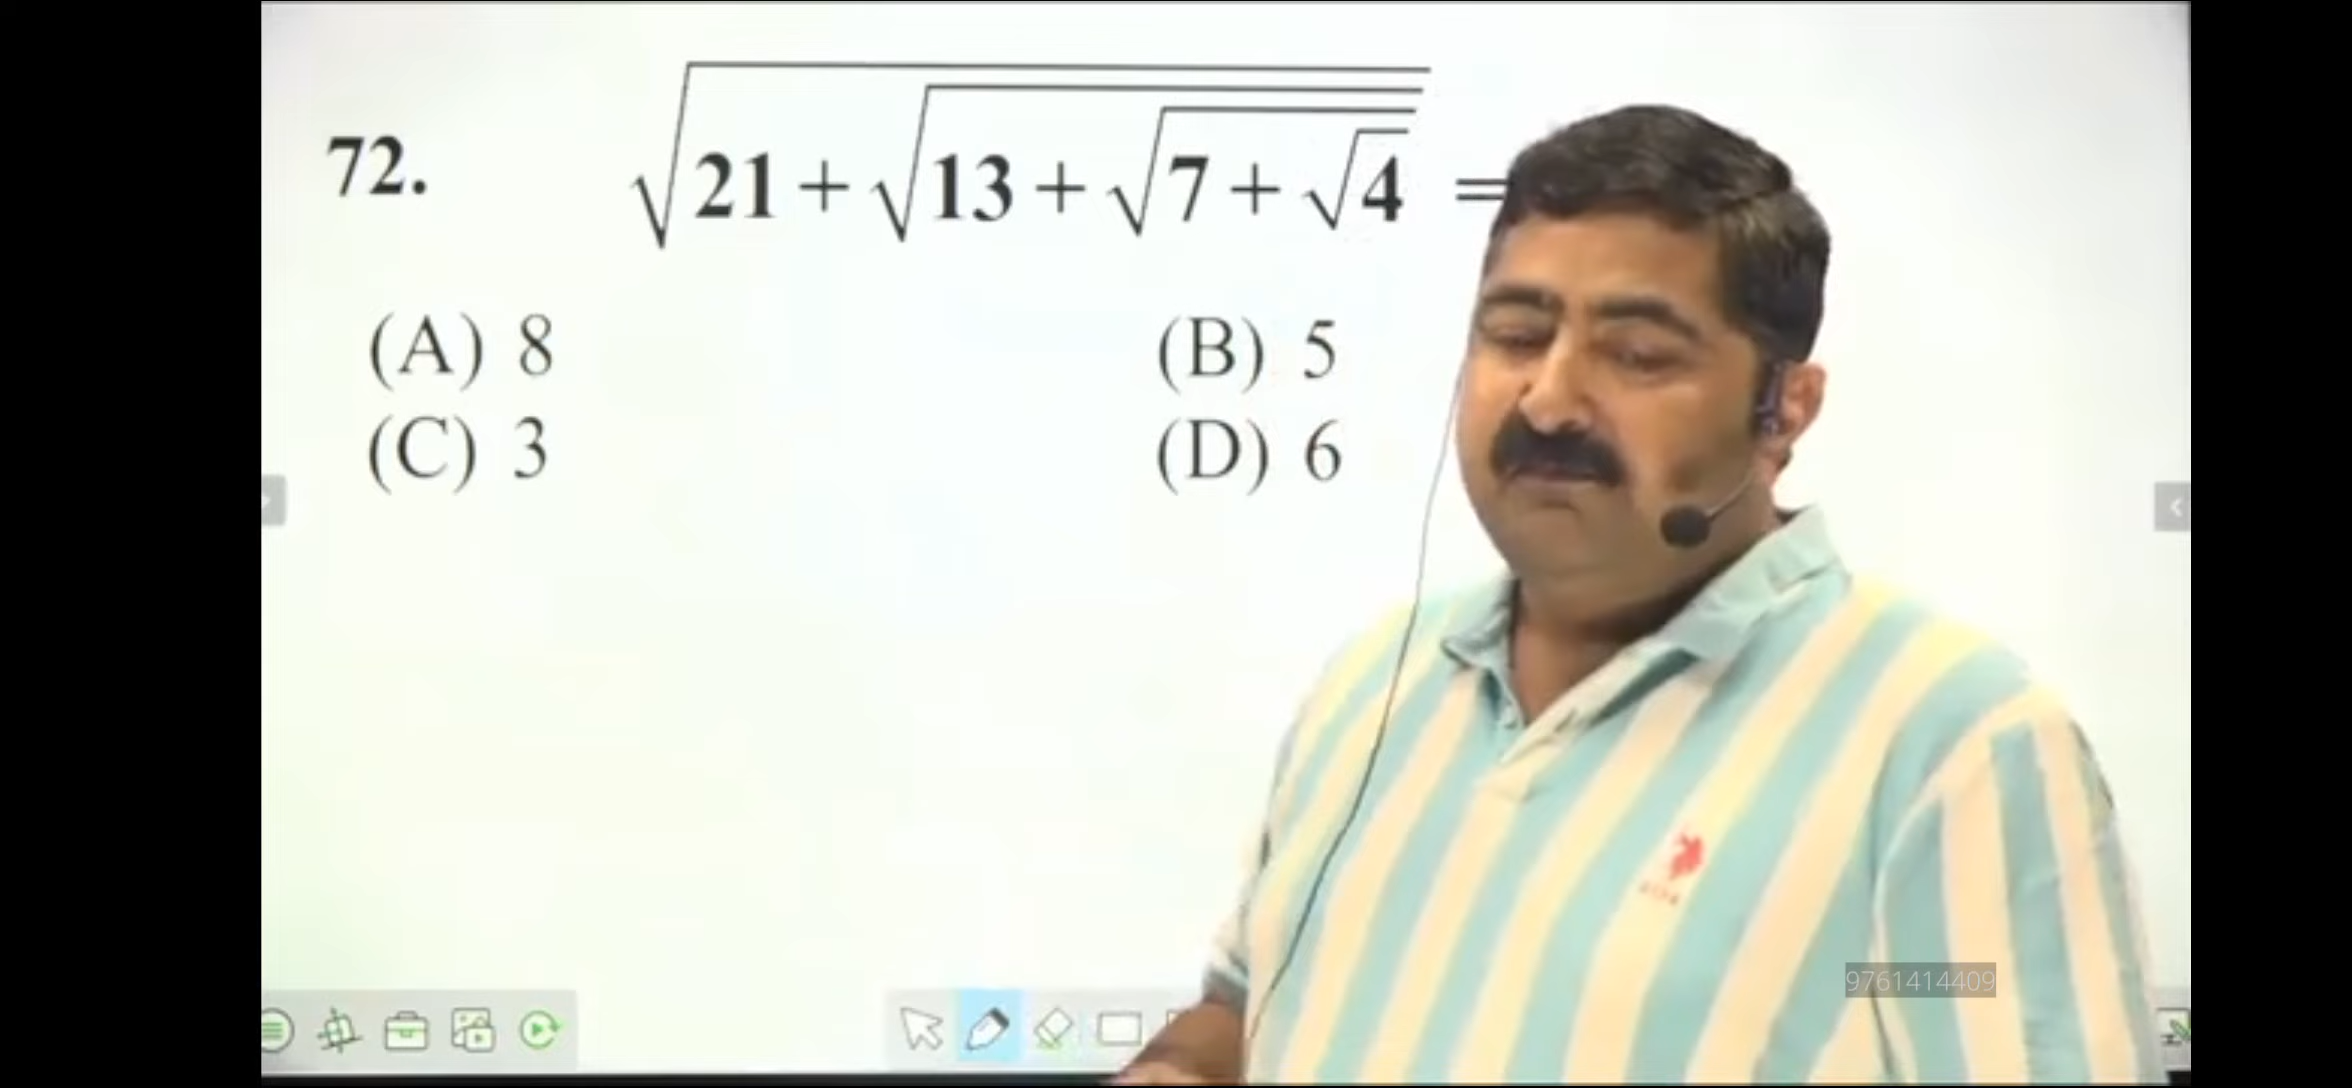 72. √21 + √13 + √7 + √4 =
(A) 8 (B) 5
(C) 3 (D) 6
9761414409